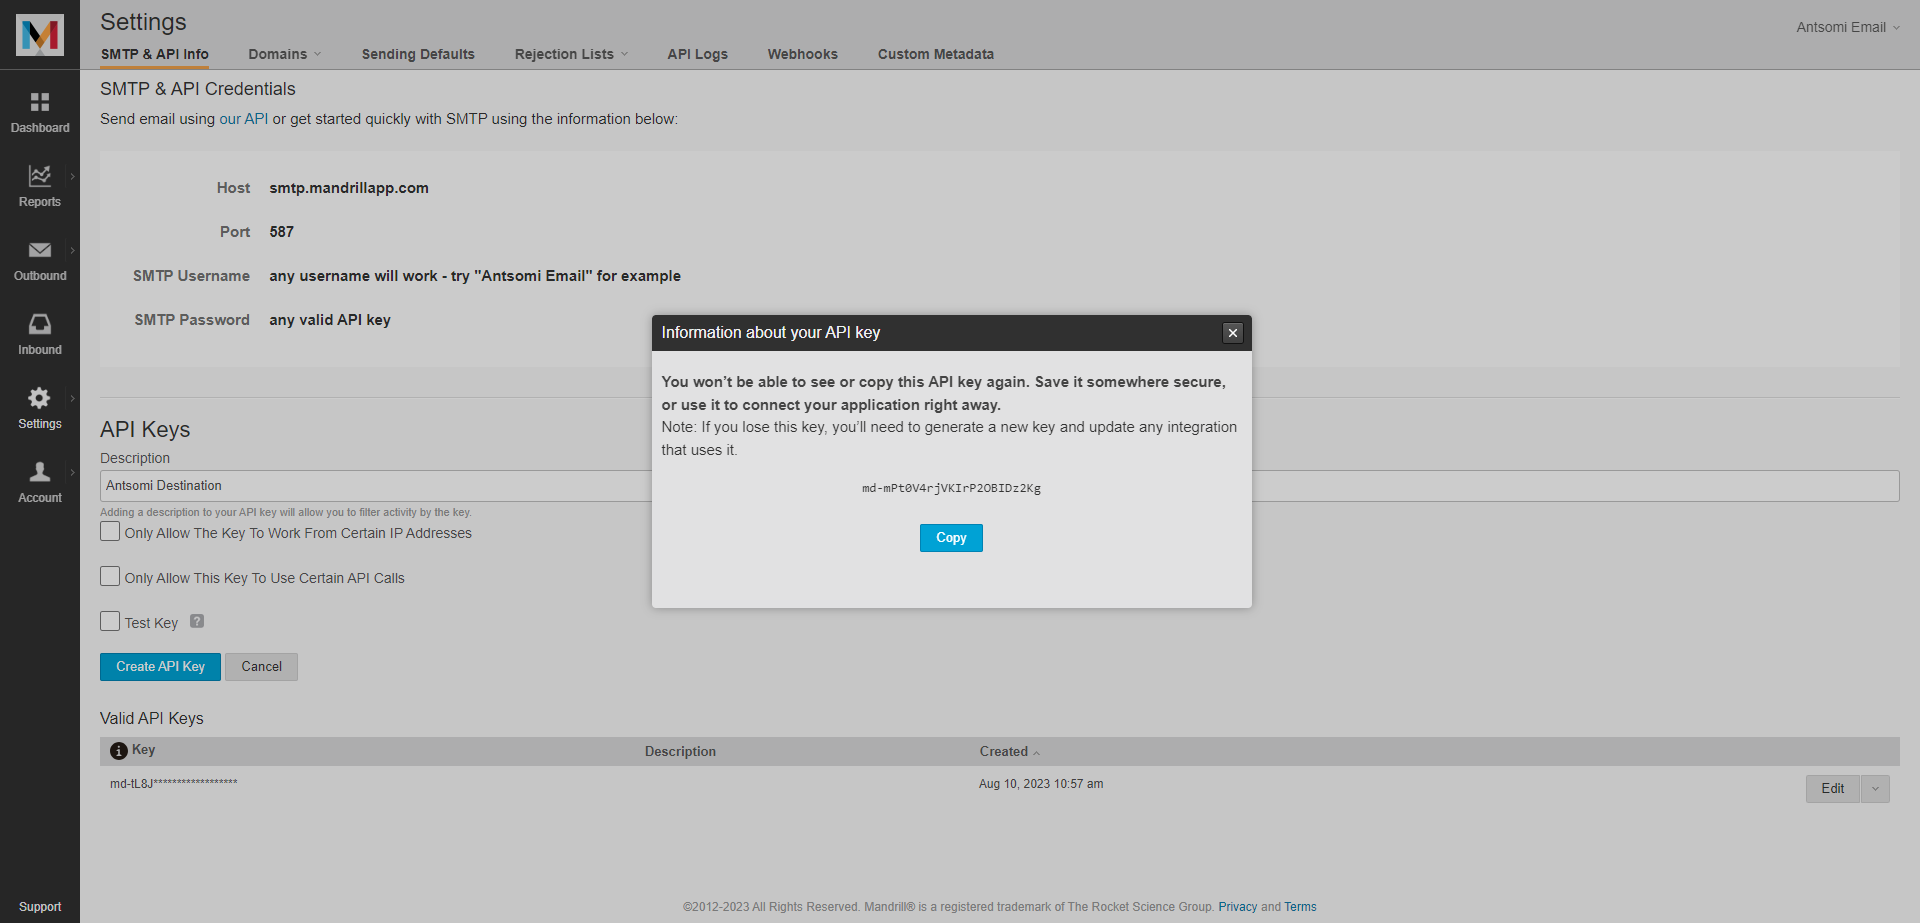 Settings
Antsomi Email
SMTP & API Info
Domains
Sending Defaults
Rejection Lists
API Logs
Webhooks
Custom Metadata
Dashboard
Reports
Outbound
Inbound
Settings
Account
Support
SMTP & API Credentials
Send email using our API or get started quickly with SMTP using the information below:
Host smtp.mandrillapp.com
Port 587
SMTP Username any username will work - try "Antsomi Email" for example
SMTP Password any valid API key
Information about your API key
You won’t be able to see or copy this API key again. Save it somewhere secure,
or use it to connect your application right away.
Note: If you lose this key, you’ll need to generate a new key and update any integration
that uses it.
md-mPt0V4rjVKIrP2OBIDz2Kg
Copy
API Keys
Description
Antsomi Destination
Adding a description to your API key will allow you to filter activity by the key.
Only Allow The Key To Work From Certain IP Addresses
Only Allow This Key To Use Certain API Calls
Test Key ?
Create API Key
Cancel
Valid API Keys
Key Description Created
md-tL8J****************** Aug 10, 2023 10:57 am
Edit
©2012-2023 All Rights Reserved. Mandrill® is a registered trademark of The Rocket Science Group. Privacy and Terms